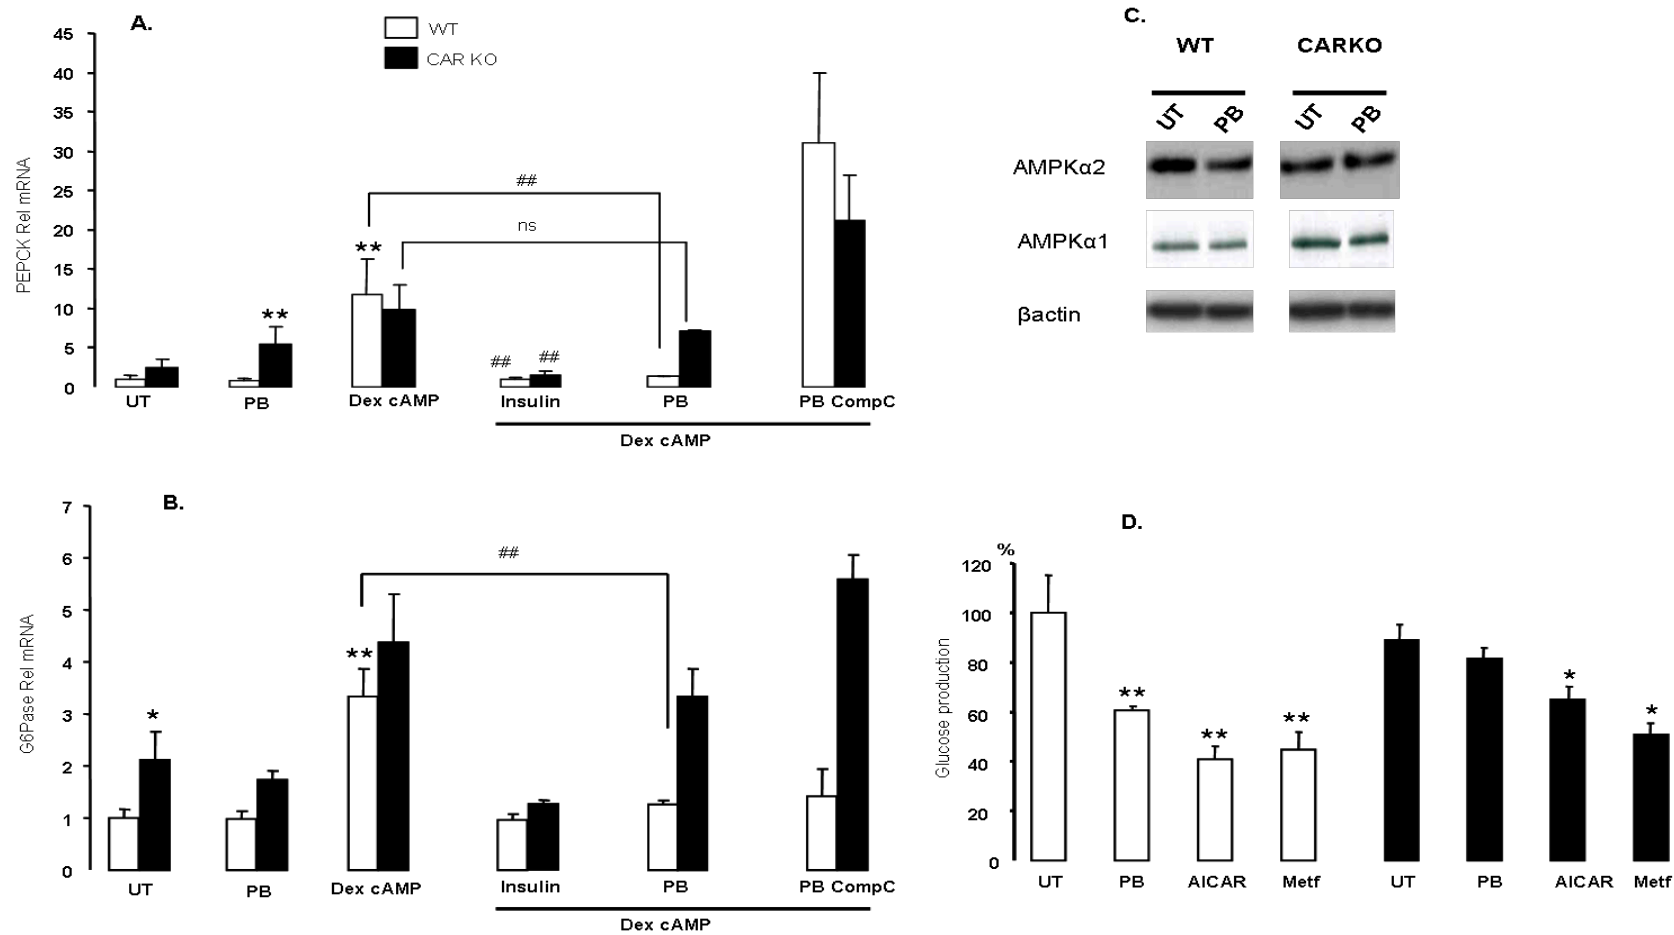 A.
WT
CAR KO
PEPCK Rel mRNA
45
40
35
30
25
20
15
10
5
0
##
ns
**
**
##
##
UT
PB
Dex cAMP
Insulin
PB
PB CompC
Dex cAMP
B.
G6Pase Rel mRNA
7
6
5
4
3
2
1
0
##
*
**
UT
PB
Dex cAMP
Insulin
PB
PB CompC
Dex cAMP
C.
WT CARKO
UT PB UT PB
AMPKα2
AMPKα1
βactin
D.
%
Glucose production
120
100
80
60
40
20
0
**
**
**
*
*
UT PB AICAR Metf UT PB AICAR Metf